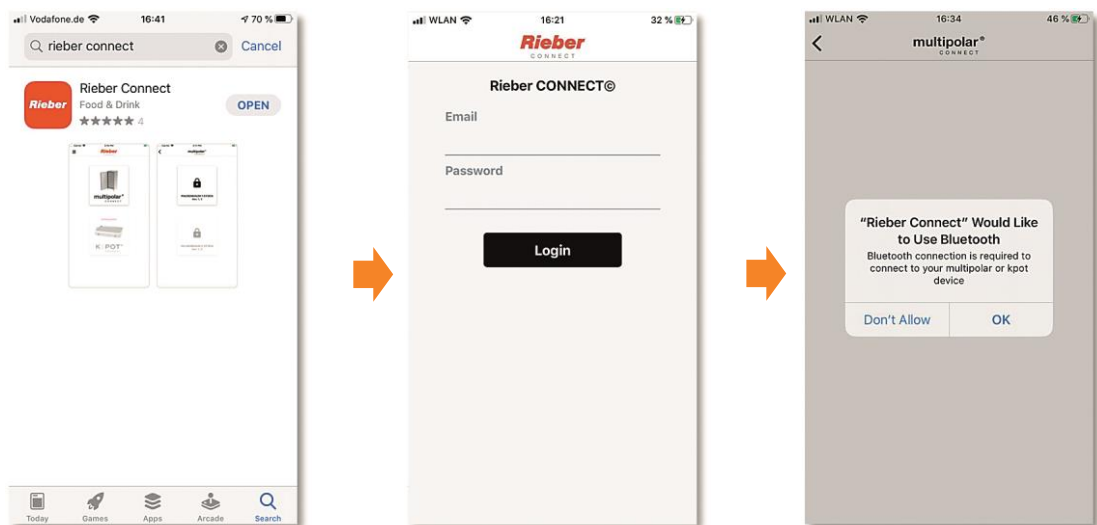 Vodafone.de 16:41 70 %
rieber connect Cancel
Rieber
Rieber Connect
Food & Drink
OPEN
4
Rieber
multipolar®
multipolar®
K|POT®
Today Games Apps Arcade Search
WLAN 16:21 32 %
Rieber
CONNECT
Rieber CONNECT©
Email
Password
Login
WLAN 16:34 46 %
multipolar®
CONNECT
“Rieber Connect” Would Like
to Use Bluetooth
Bluetooth connection is required to
connect to your multipolar or kpot
device
Don’t Allow OK